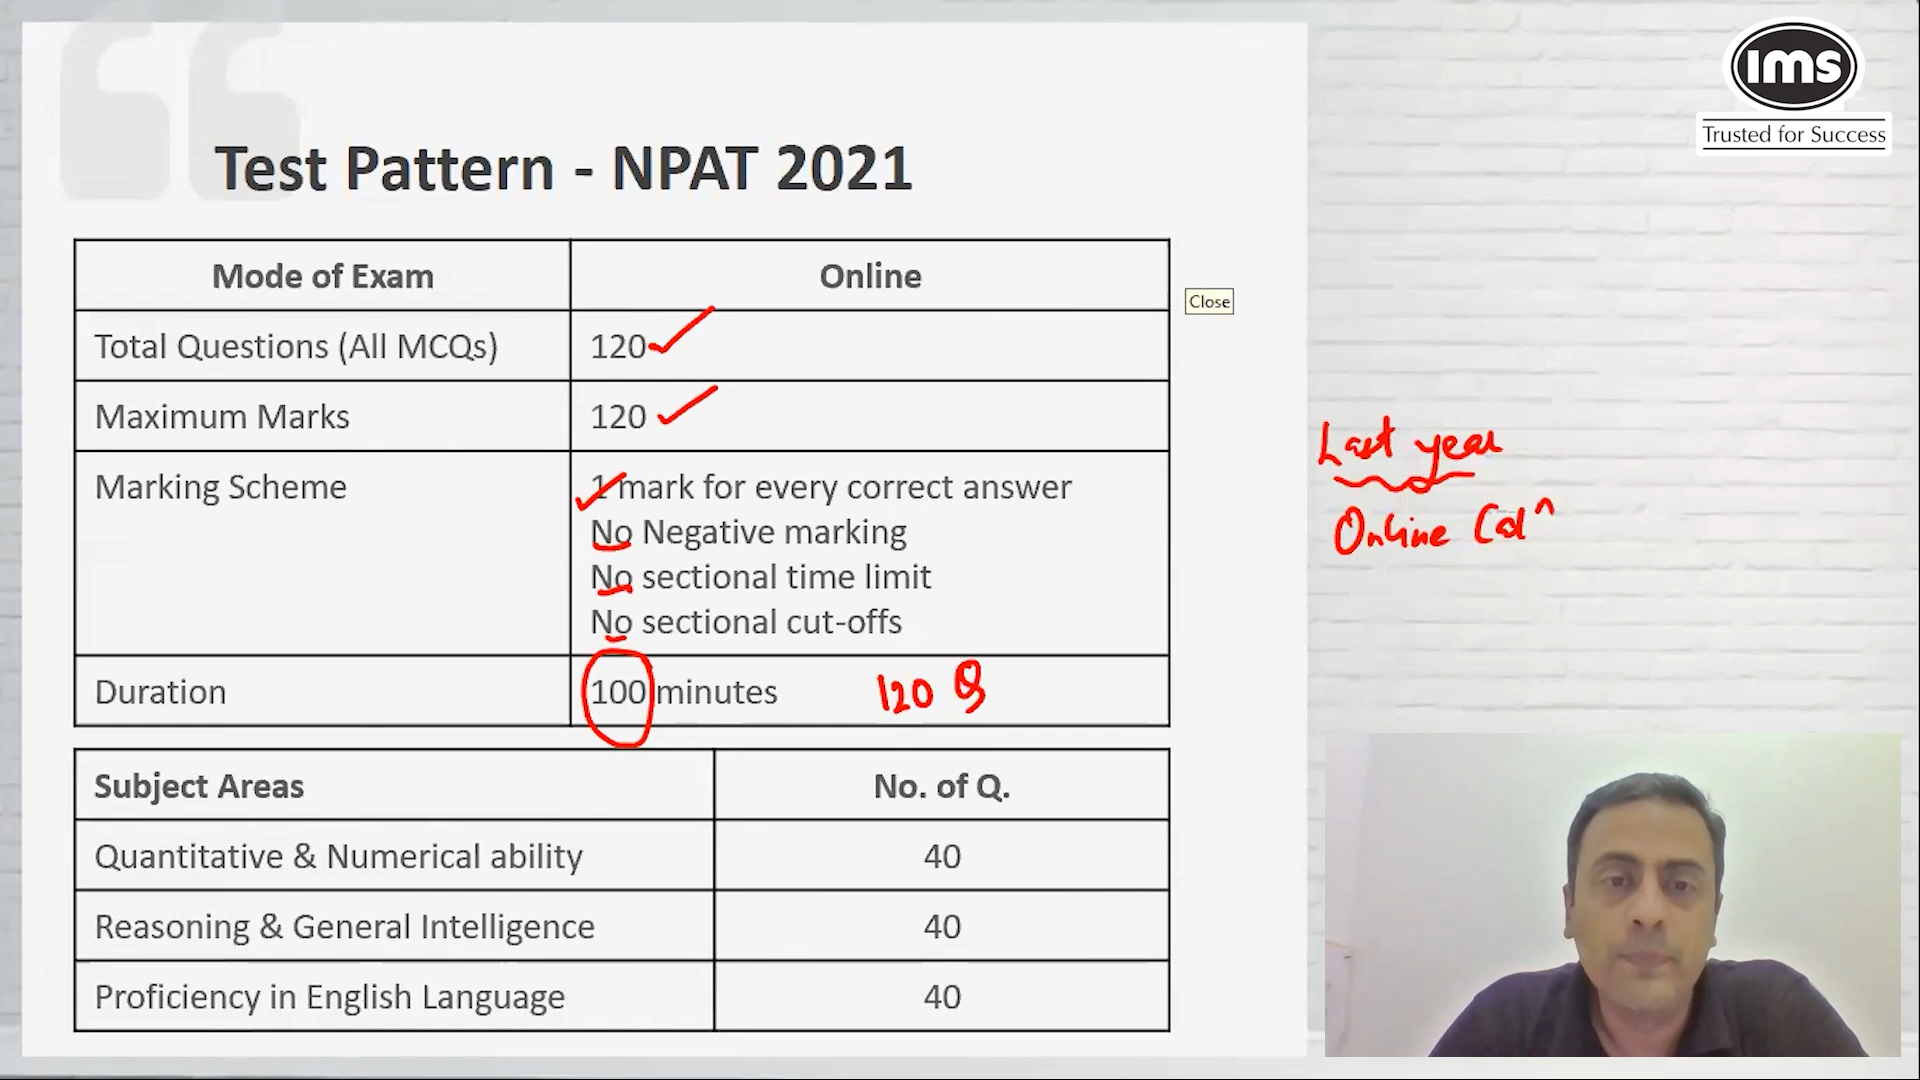 ims
Trusted for Success
Test Pattern - NPAT 2021
Mode of Exam Online
Close
Total Questions (All MCQs) 120
Maximum Marks 120
Last year
Marking Scheme 1 mark for every correct answer
Online
No Negative marking
No sectional time limit
No sectional cut-offs
Duration 100 minutes 120 Q
Subject Areas No. of Q.
Quantitative & Numerical ability 40
Reasoning & General Intelligence 40
Proficiency in English Language 40